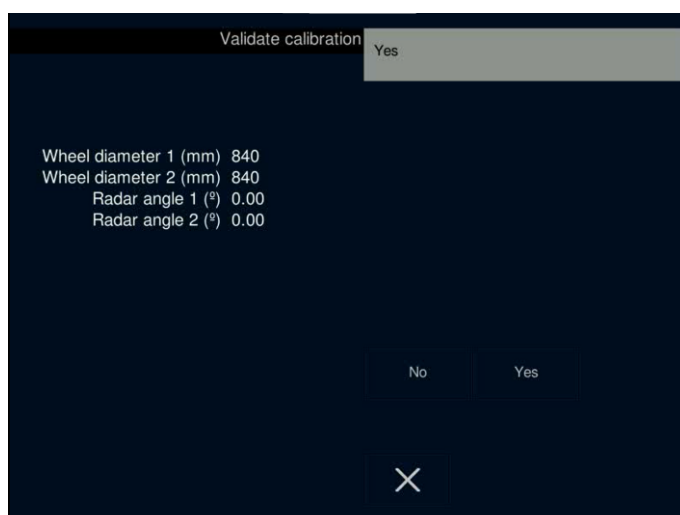 Validate calibration Yes
Wheel diameter 1 (mm) 840
Wheel diameter 2 (mm) 840
Radar angle 1 (º) 0.00
Radar angle 2 (º) 0.00
No Yes